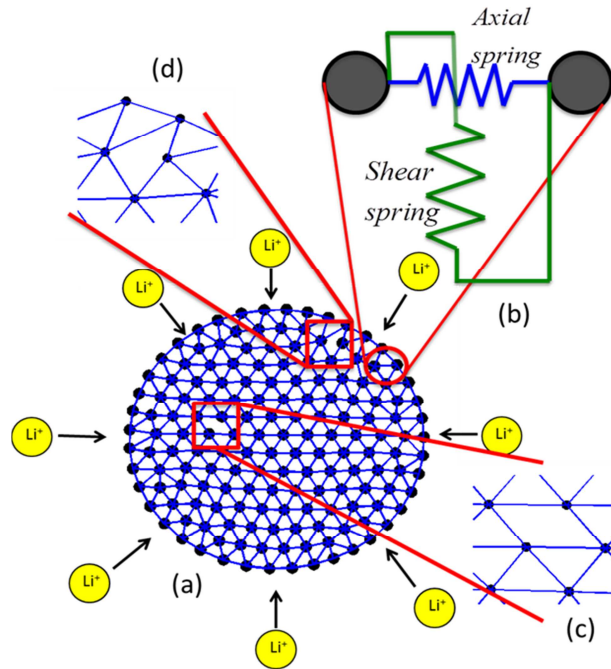 Axial
spring
(d)
Shear
spring
Li+
Li+
Li+
(b)
Li+
Li+
(a)
Li+
Li+
Li+
(c)